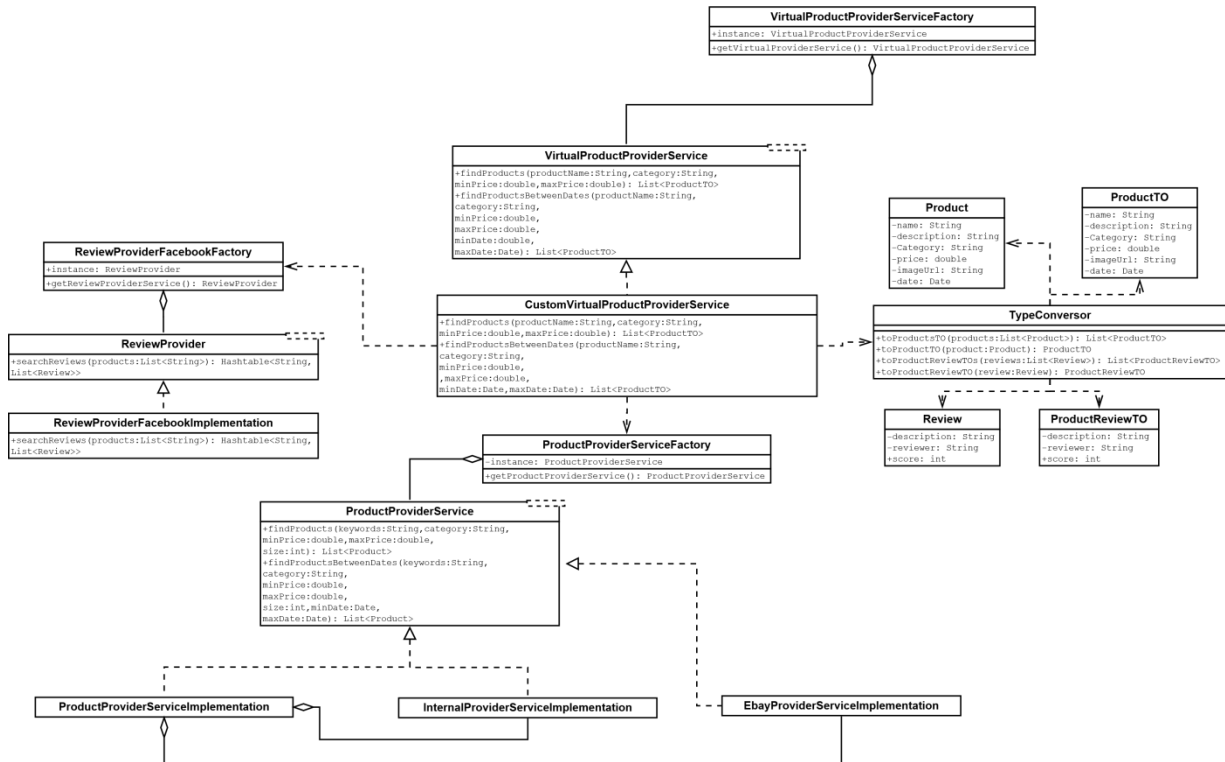 VirtualProductProviderServiceFactory
+instance: VirtualProductProviderService
+getVirtualProviderService(): VirtualProductProviderService
VirtualProductProviderService
+findProducts(productName:String,category:String,
minPrice:double,maxPrice:double): List<ProductTO>
+findProductsBetweenDates(productName:String,
category:String,
minPrice:double,
maxPrice:double,
minDate:double,
maxDate:Date): List<ProductTO>
Product
-name: String
-description: String
-Category: String
-price: double
-imageUrl: String
-date: Date
ProductTO
-name: String
-description: String
-Category: String
-price: double
-imageUrl: String
-date: Date
ReviewProviderFacebookFactory
+instance: ReviewProvider
+getReviewProviderService(): ReviewProvider
CustomVirtualProductProviderService
+findProducts(productName:String,category:String,
minPrice:double,maxPrice:double): List<ProductTO>
+findProductsBetweenDates(productName:String,
category:String,
minPrice:double,
,maxPrice:double,
minDate:Date,maxDate:Date): List<ProductTO>
TypeConversor
+toProductsTO(products:List<Product>): List<ProductTO>
+toProductTO(product:Product): ProductTO
+toProductReviewTOs(reviews:List<Review>): List<ProductReviewTO>
+toProductReviewTO(review:Review): ProductReviewTO
ReviewProvider
+searchReviews(products:List<String>): Hashtable<String,
List<Review>>
ReviewProviderFacebookImplementation
+searchReviews(products:List<String>): Hashtable<String,
List<Review>>
Review
-description: String
-reviewer: String
+score: int
ProductReviewTO
-description: String
-reviewer: String
+score: int
ProductProviderServiceFactory
-instance: ProductProviderService
+getProductProviderService(): ProductProviderService
ProductProviderService
+findProducts(keywords:String,category:String,
minPrice:double,maxPrice:double,
size:int): List<Product>
+findProductsBetweenDates(keywords:String,
category:String,
minPrice:double,
maxPrice:double,
size:int,minDate:Date,
maxDate:Date): List<Product>
ProductProviderServiceImplementation
InternalProviderServiceImplementation
EbayProviderServiceImplementation